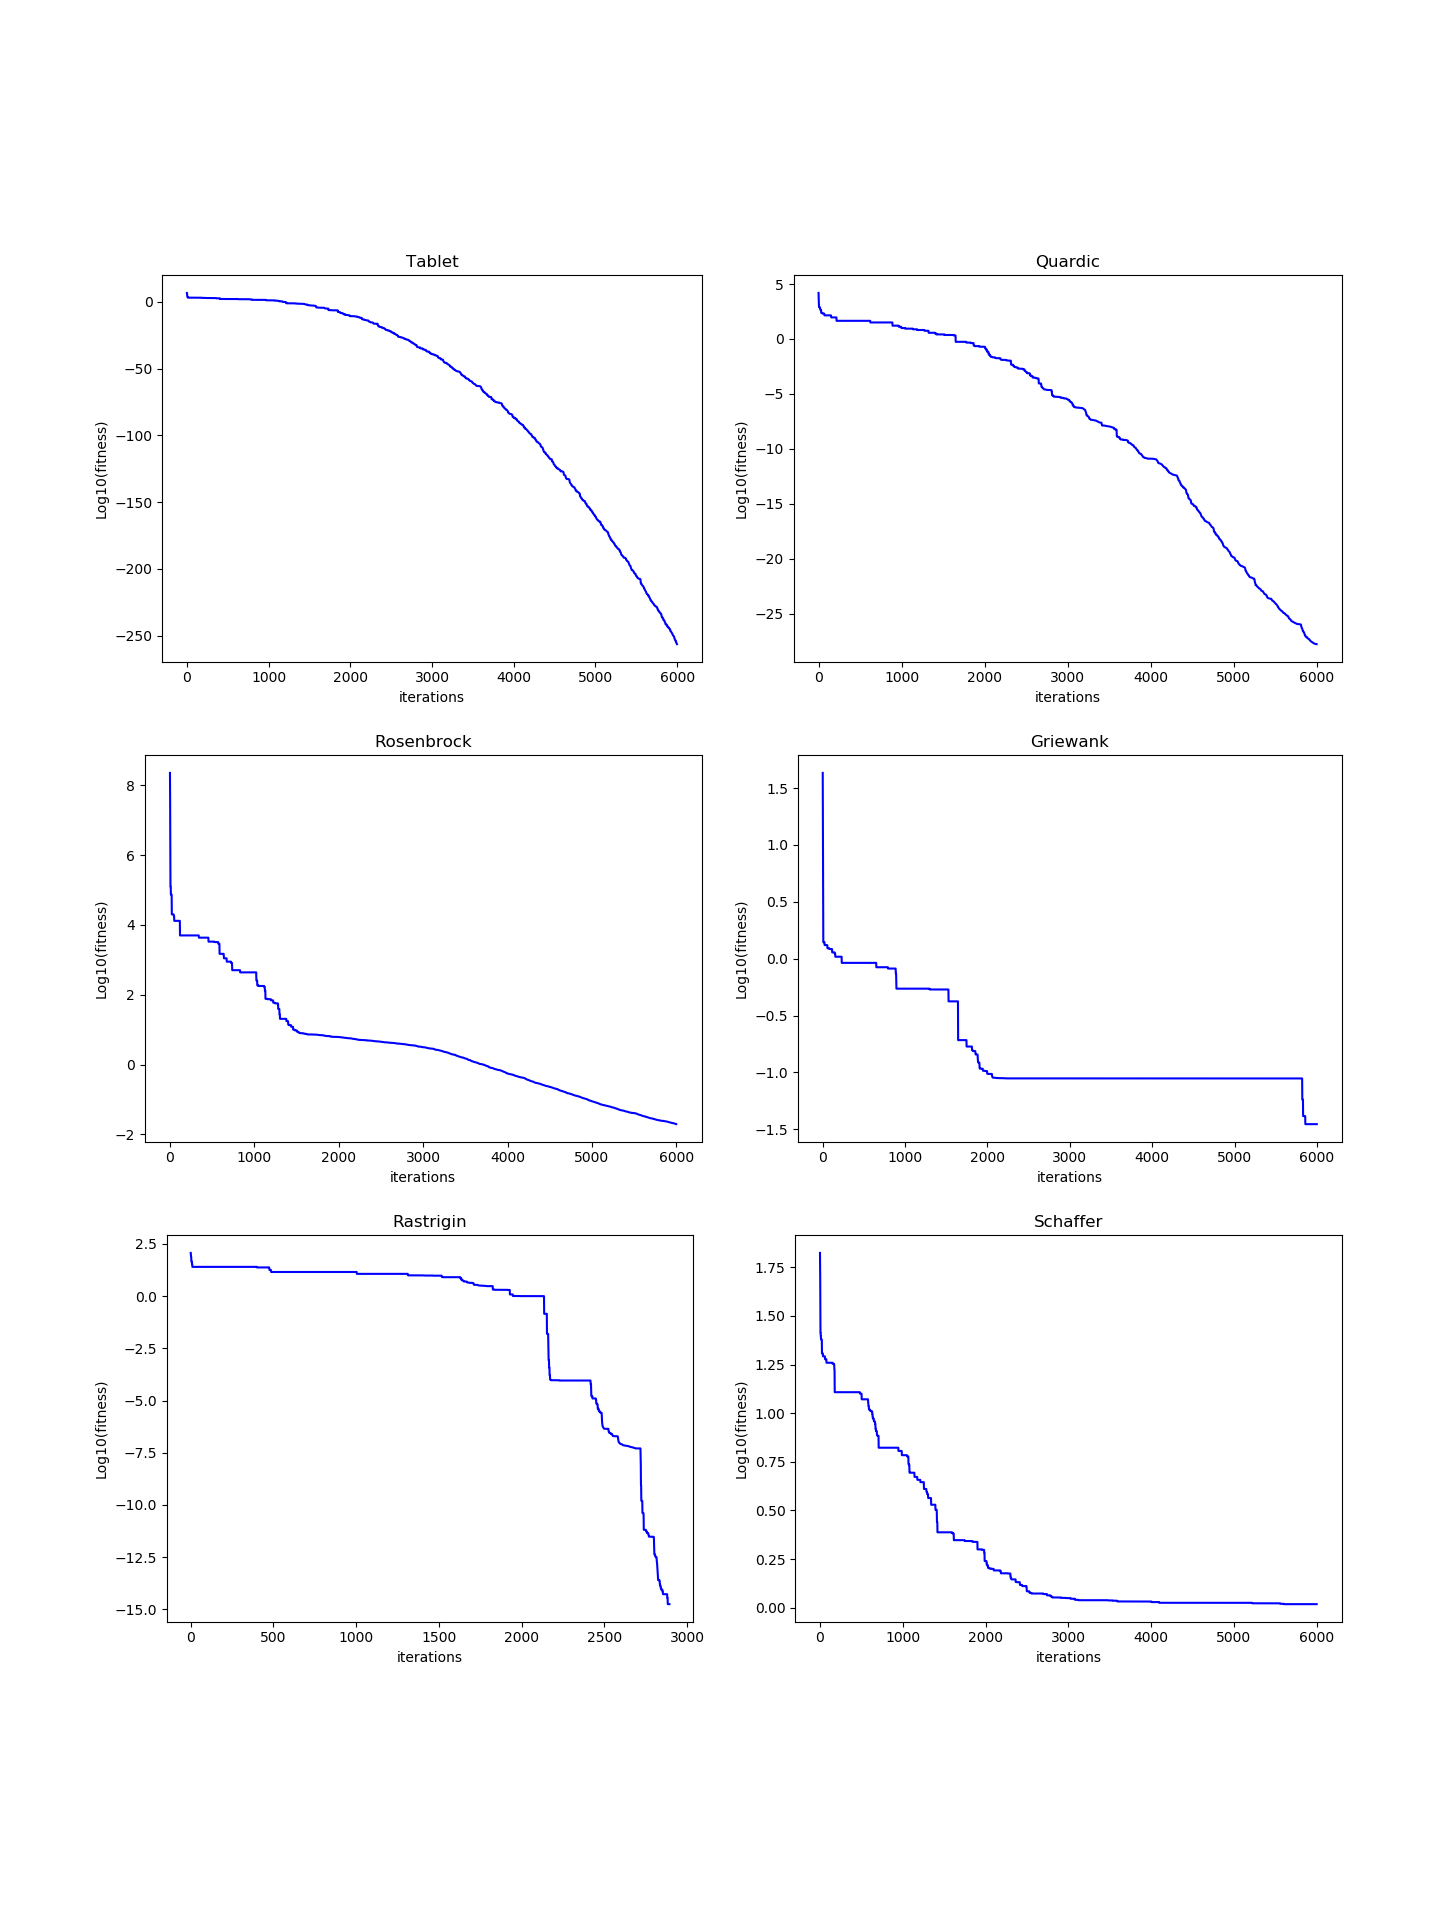 Tablet
Log10(fitness)
0
−50
−100
−150
−200
−250
0 1000 2000 3000 4000 5000 6000
iterations
Quardic
Log10(fitness)
5
0
−5
−10
−15
−20
−25
0 1000 2000 3000 4000 5000 6000
iterations
Rosenbrock
Log10(fitness)
8
6
4
2
0
−2
0 1000 2000 3000 4000 5000 6000
iterations
Griewank
Log10(fitness)
1.5
1.0
0.5
0.0
−0.5
−1.0
−1.5
0 1000 2000 3000 4000 5000 6000
iterations
Rastrigin
Log10(fitness)
2.5
0.0
−2.5
−5.0
−7.5
−10.0
−12.5
−15.0
0 500 1000 1500 2000 2500 3000
iterations
Schaffer
Log10(fitness)
1.75
1.50
1.25
1.00
0.75
0.50
0.25
0.00
0 1000 2000 3000 4000 5000 6000
iterations